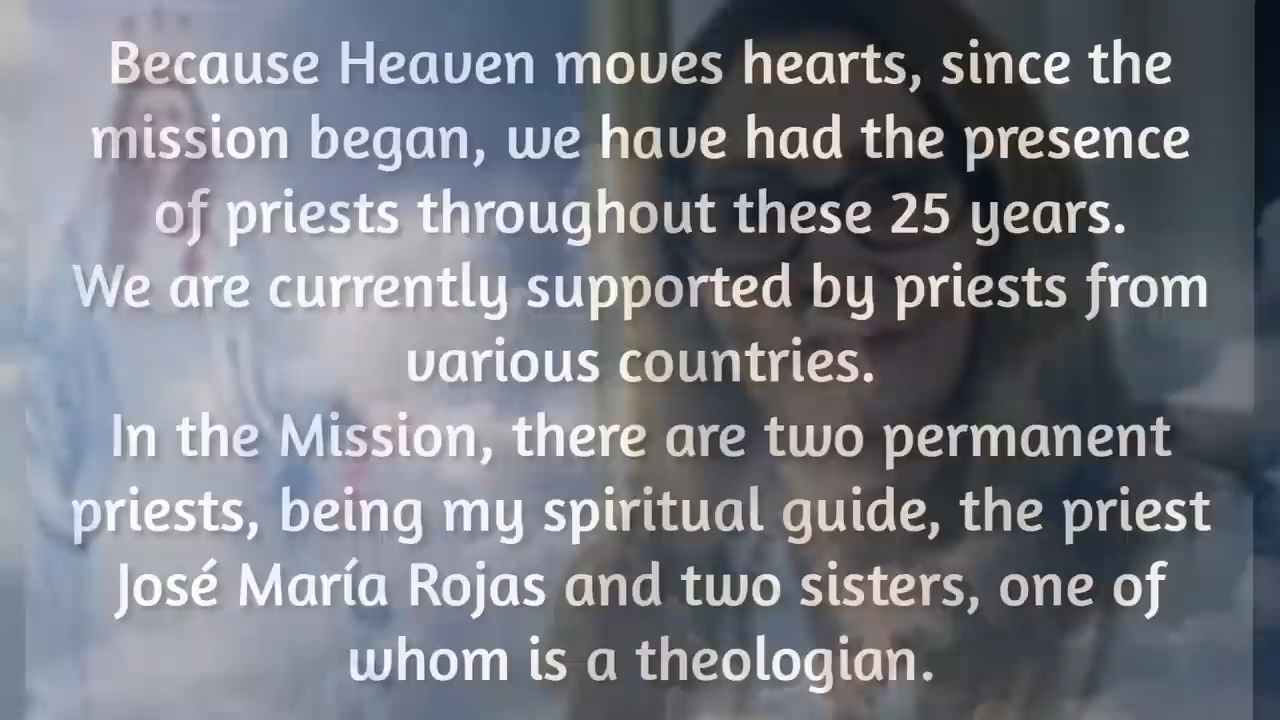 Because Heaven moves hearts, since the
mission began, we have had the presence
of priests throughout these 25 years.
We are currently supported by priests from
various countries.
In the Mission, there are two permanent
priests, being my spiritual guide, the priest
José María Rojas and two sisters, one of
whom is a theologian.